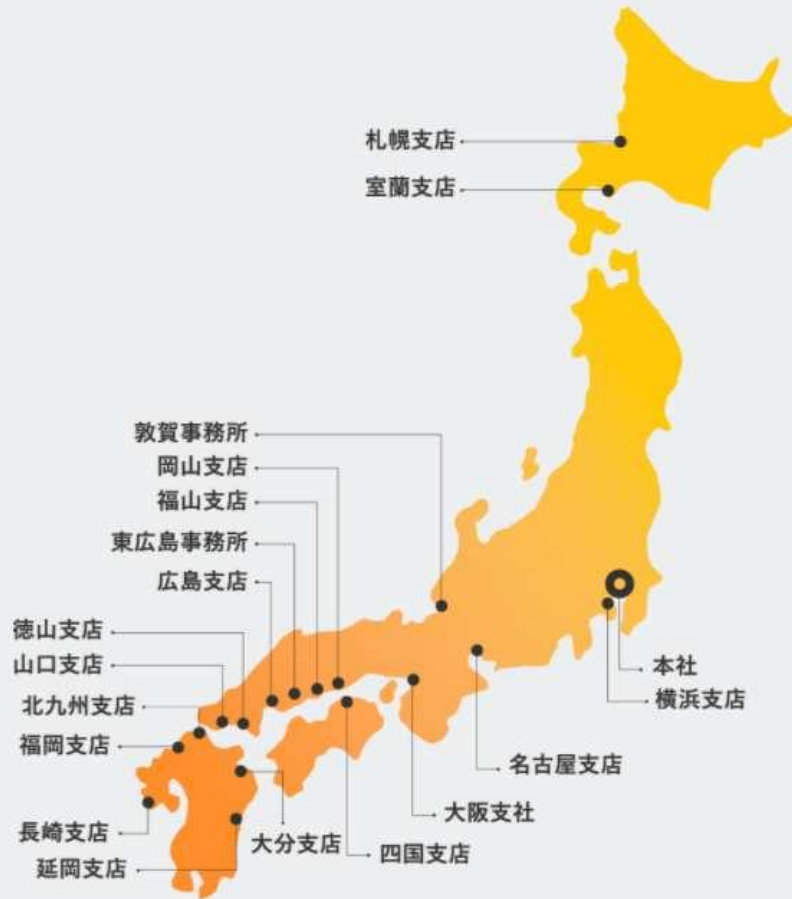 札幌支店
室蘭支店
敦賀事務所
岡山支店
福山支店
東広島事務所
広島支店
徳山支店
山口支店
北九州支店
福岡支店
長崎支店
延岡支店
大分支店
四国支店
大阪支社
名古屋支店
横浜支店
本社